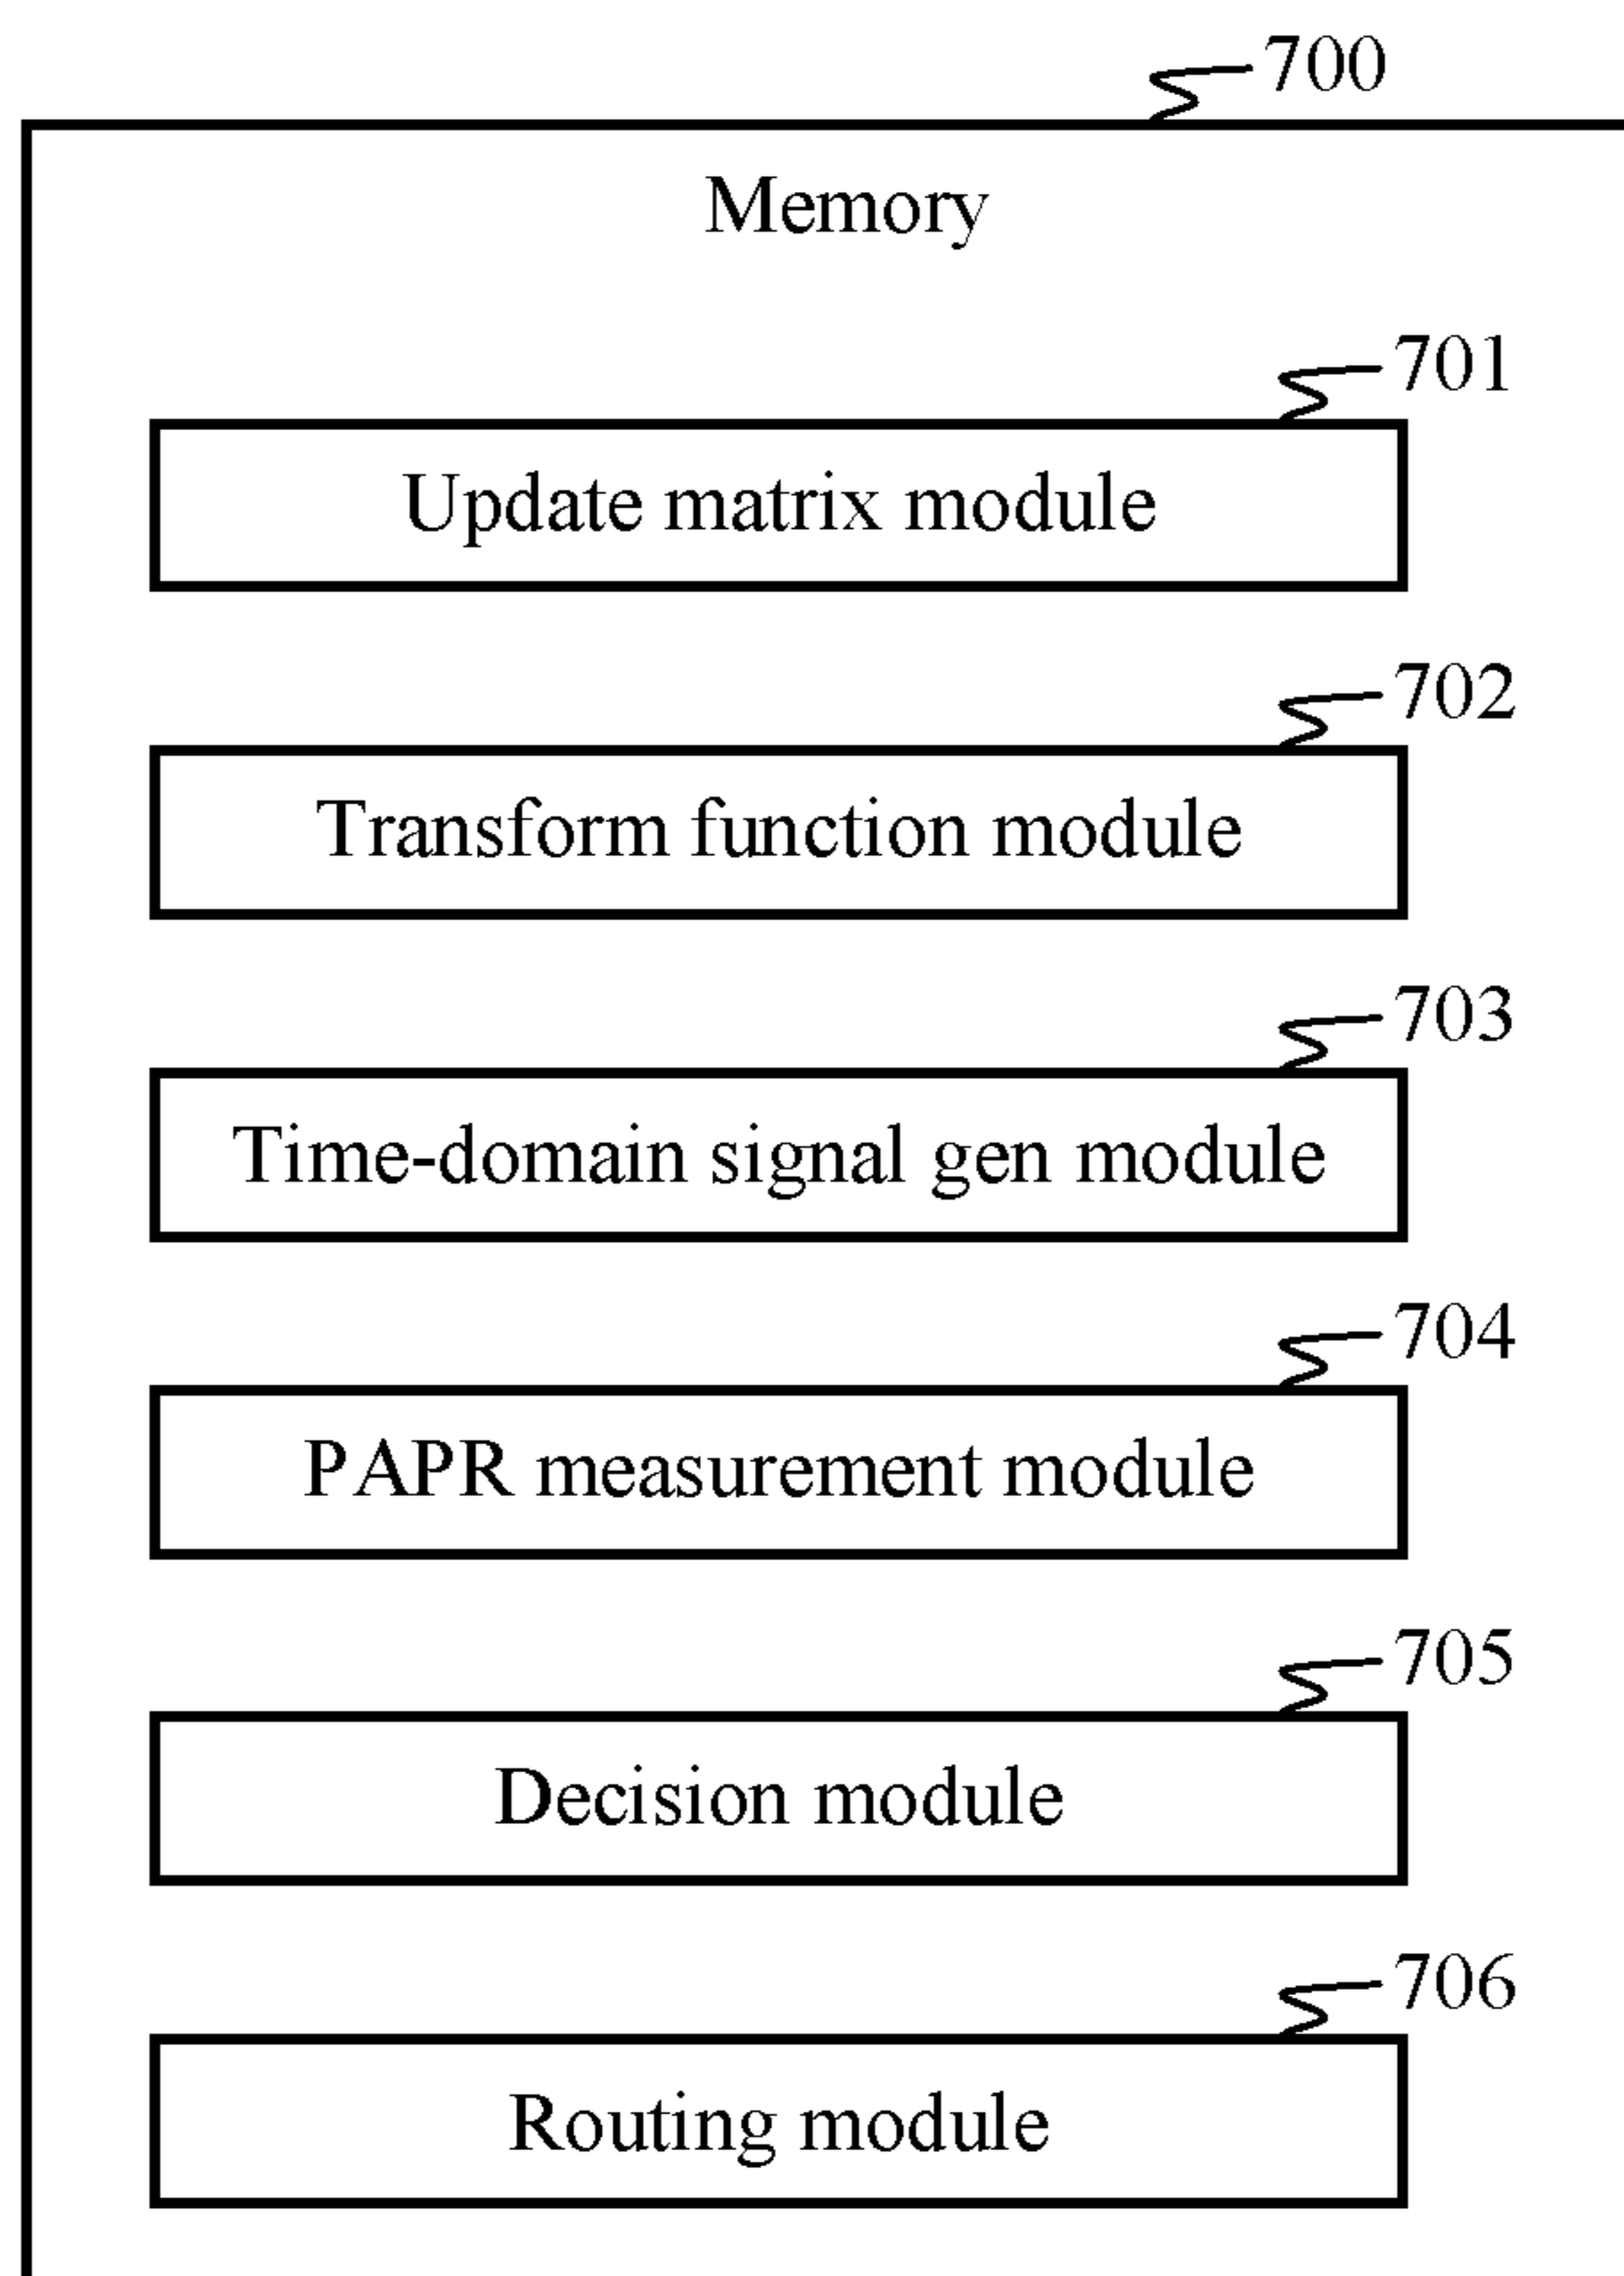 700
Memory
701
Update matrix module
702
Transform function module
703
Time-domain signal gen module
704
PAPR measurement module
705
Decision module
706
Routing module